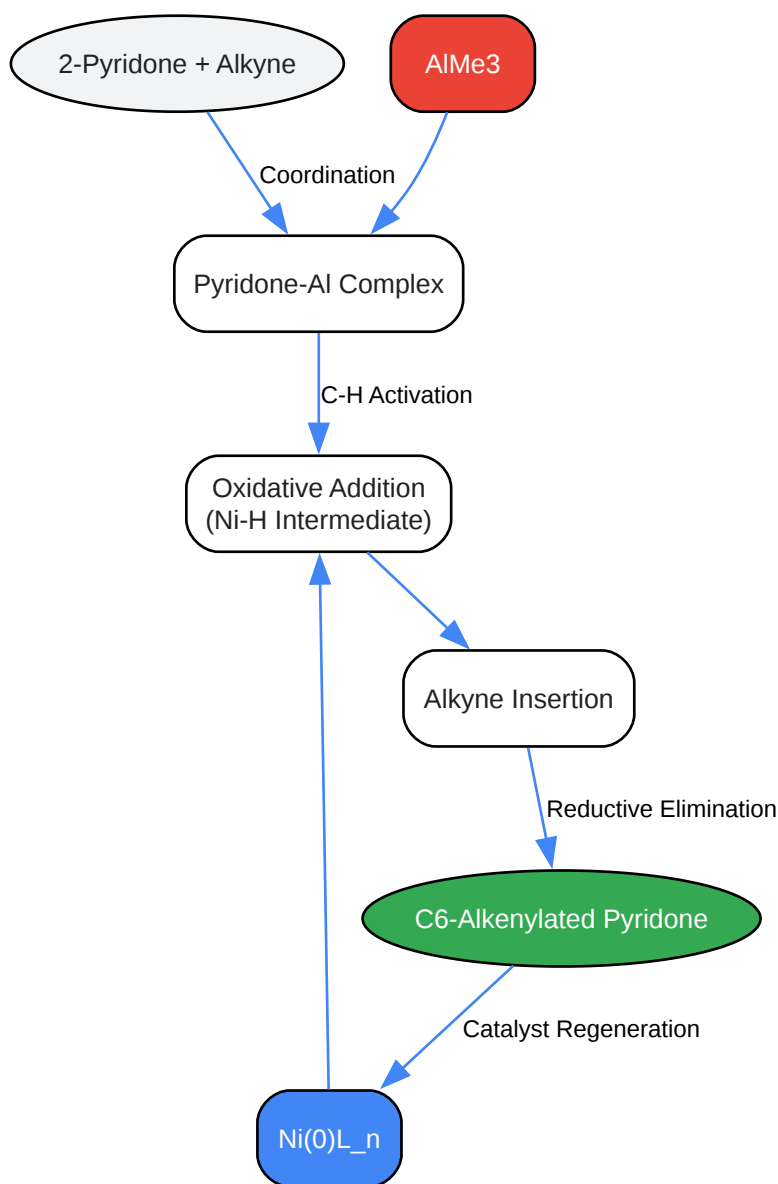 2-Pyridone + Alkyne
AlMe3
Coordination
Pyridone-Al Complex
C-H Activation
Oxidative Addition
(Ni-H Intermediate)
Alkyne Insertion
Reductive Elimination
C6-Alkenylated Pyridone
Catalyst Regeneration
Ni(0)L_n